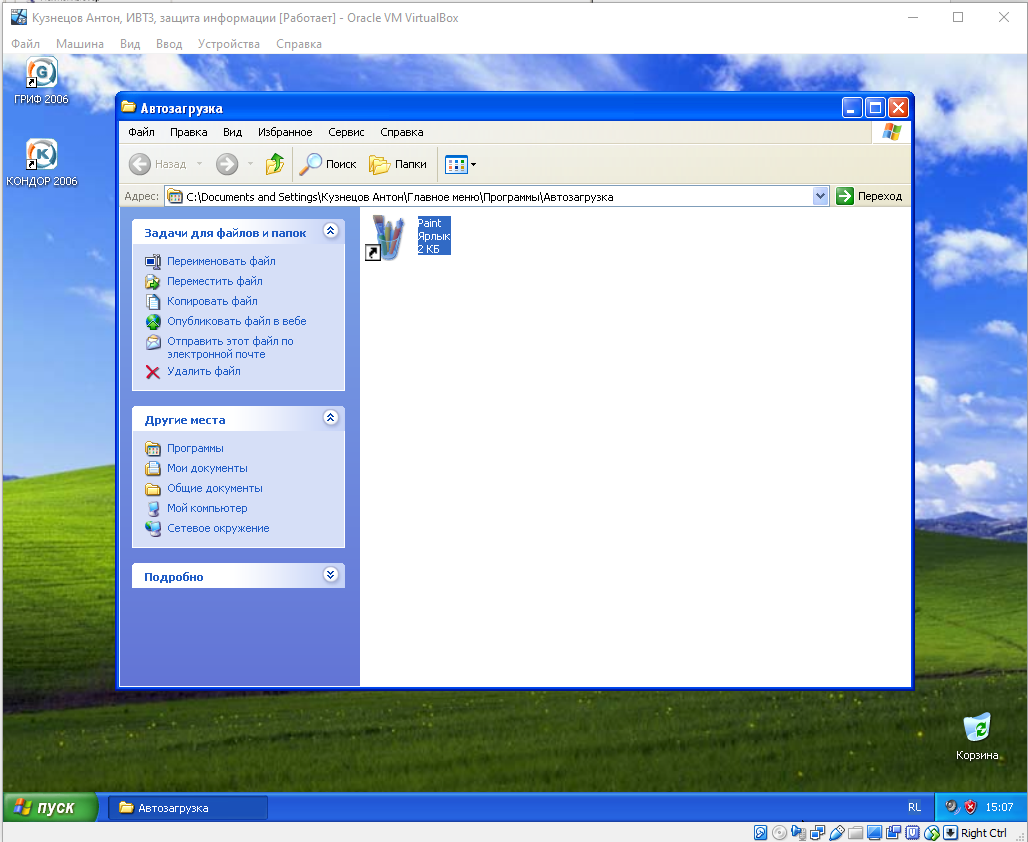 Кузнецов Антон, ИВТЗ, защита информации [Работает] - Oracle VM VirtualBox
Файл Машина Вид Ввод Устройства Справка
ГРИФ 2006
КОНДОР 2006
Автозагрузка
Файл Правка Вид Избранное Сервис Справка
Назад Поиск Папки
Адрес: C:\Documents and Settings\Кузнецов Антон\Главное меню\Программы\Автозагрузка Переход
Задачи для файлов и папок
Переименовать файл
Переместить файл
Копировать файл
Опубликовать файл в вебе
Отправить этот файл по
электронной почте
Удалить файл
Другие места
Программы
Мои документы
Общие документы
Мой компьютер
Сетевое окружение
Подробно
Paint
Ярлык
2 КБ
Корзина
пуск Автозагрузка RL 15:07
Right Ctrl